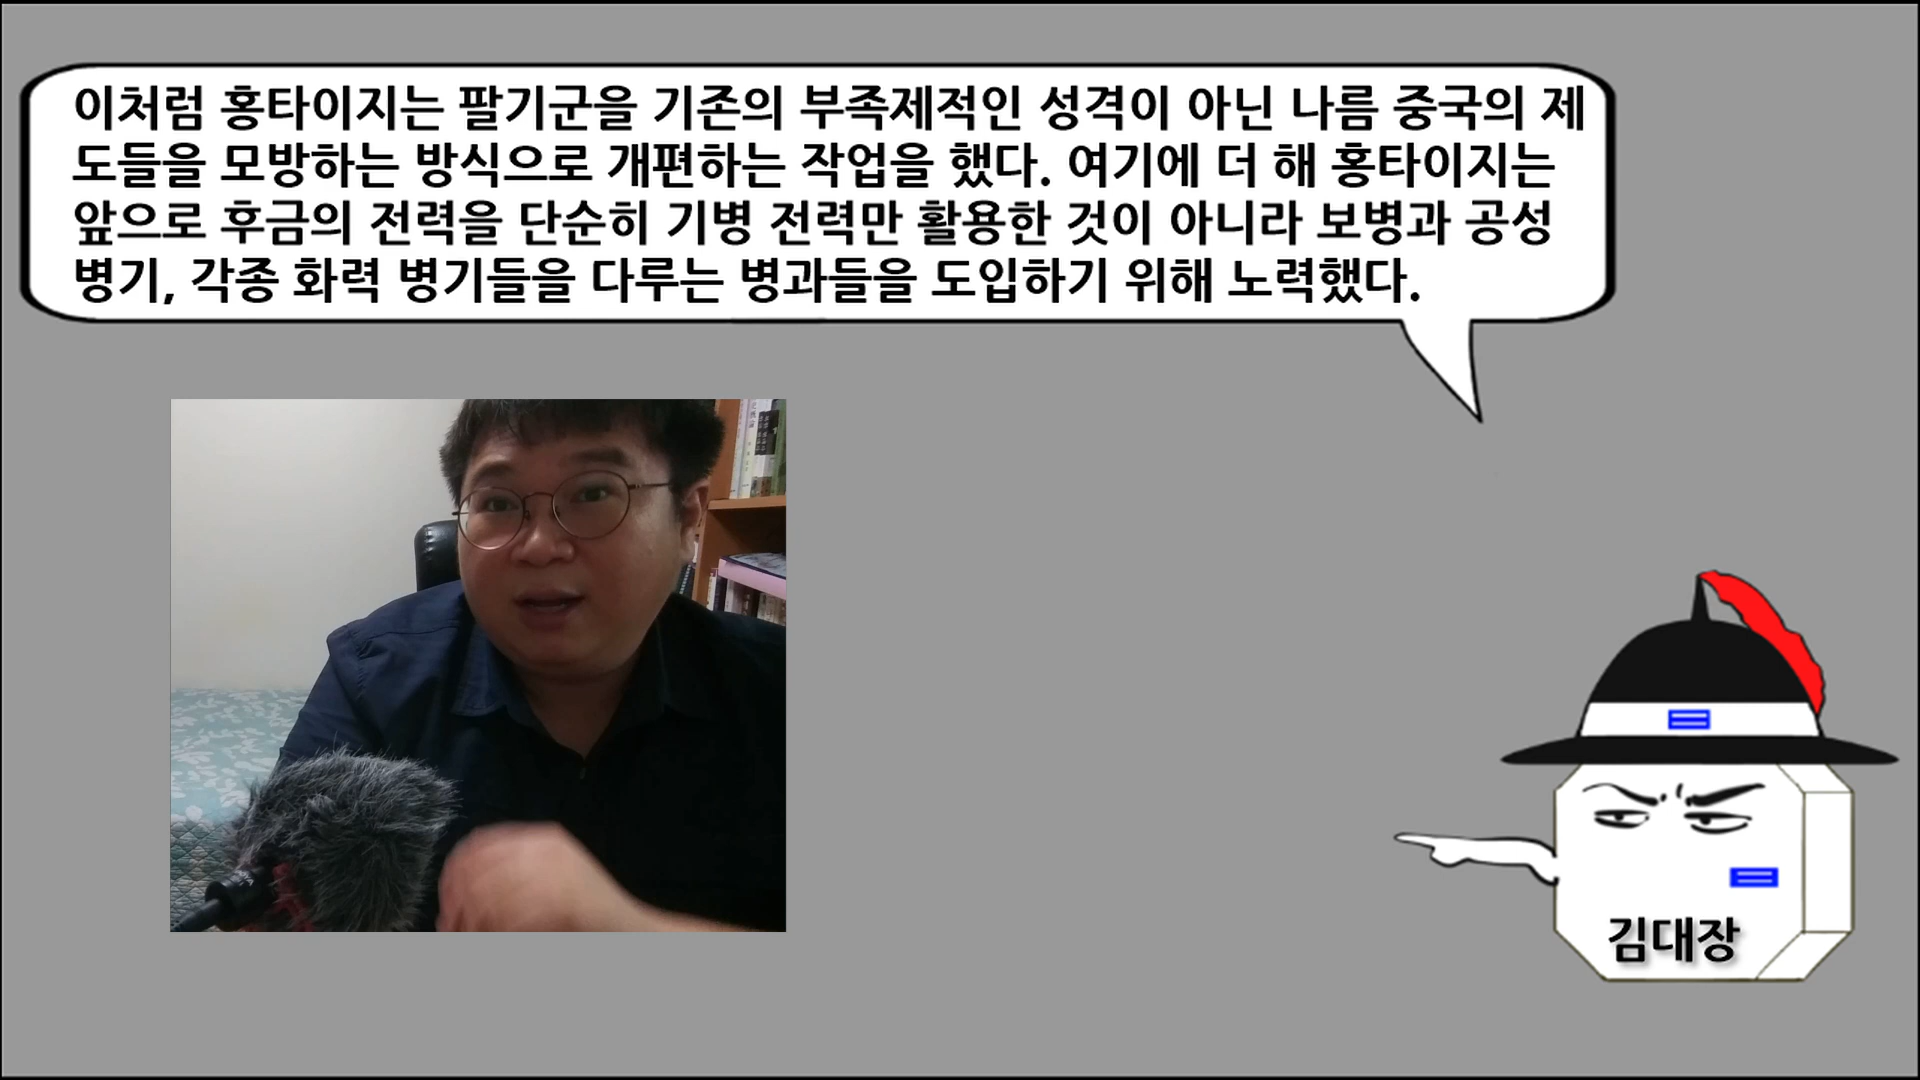 이처럼 홍타이지는 팔기군을 기존의 부족제적인 성격이 아닌 나름 중국의 제
도들을 모방하는 방식으로 개편하는 작업을 했다. 여기에 더 해 홍타이지는
앞으로 후금의 전력을 단순히 기병 전력만 활용한 것이 아니라 보병과 공성
병기, 각종 화력 병기들을 다루는 병과들을 도입하기 위해 노력했다.
김대장